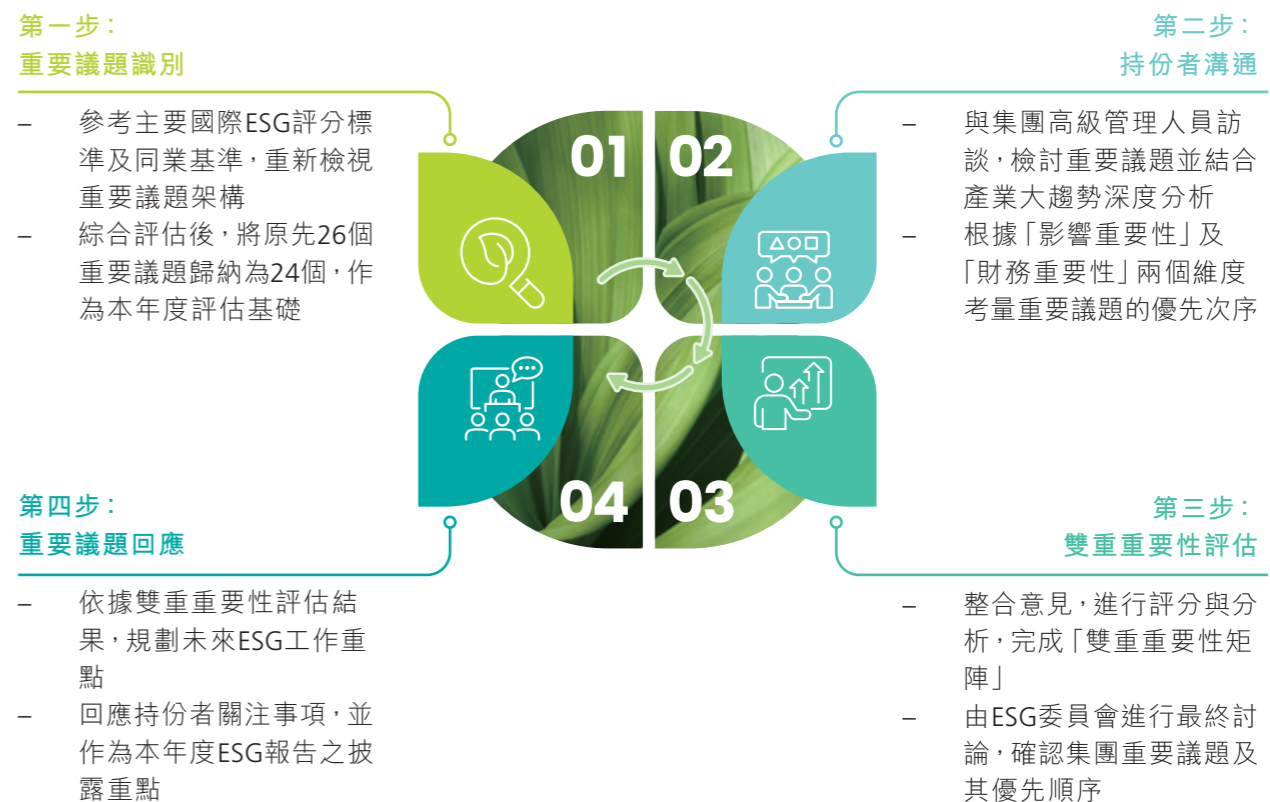 第一步：
重要議題識別
–　參考主要國際ESG評分標
準及同業基準，重新檢視
重要議題架構
–　綜合評估後，將原先26個
重要議題歸納為24個，作
為本年度評估基礎
01
02
第二步：
持份者溝通
–　與集團高級管理人員訪
談，檢討重要議題並結合
產業大趨勢深度分析
–　根據「影響重要性」及
「財務重要性」兩個維度
考量重要議題的優先次序
03
第三步：
雙重重要性評估
–　整合意見，進行評分與分
析，完成「雙重重要性矩
陣」
–　由ESG委員會進行最終討
論，確認集團重要議題及
其優先順序
04
第四步：
重要議題回應
–　依據雙重重要性評估結
果，規劃未來ESG工作重
點
–　回應持份者關注事項，並
作為本年度ESG報告之披
露重點